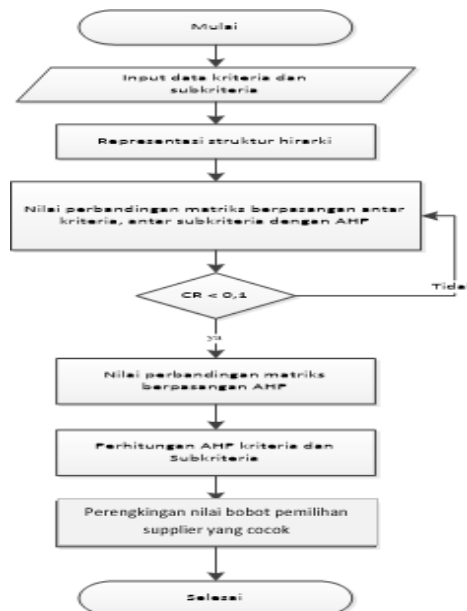 Mulai
Input data kriteria dan
subkriteria
Representasi struktur hirarki
Nilai perbandingan matriks berpasangan antar
kriteria, antar subkriteria dengan AHP
CR < 0,1
Tidak
ya
Nilai perbandingan matriks
berpasangan AHP
Perhitungan AHP kriteria dan
Subkriteria
Perengkingan nilai bobot pemilihan
supplier yang cocok
Selesai